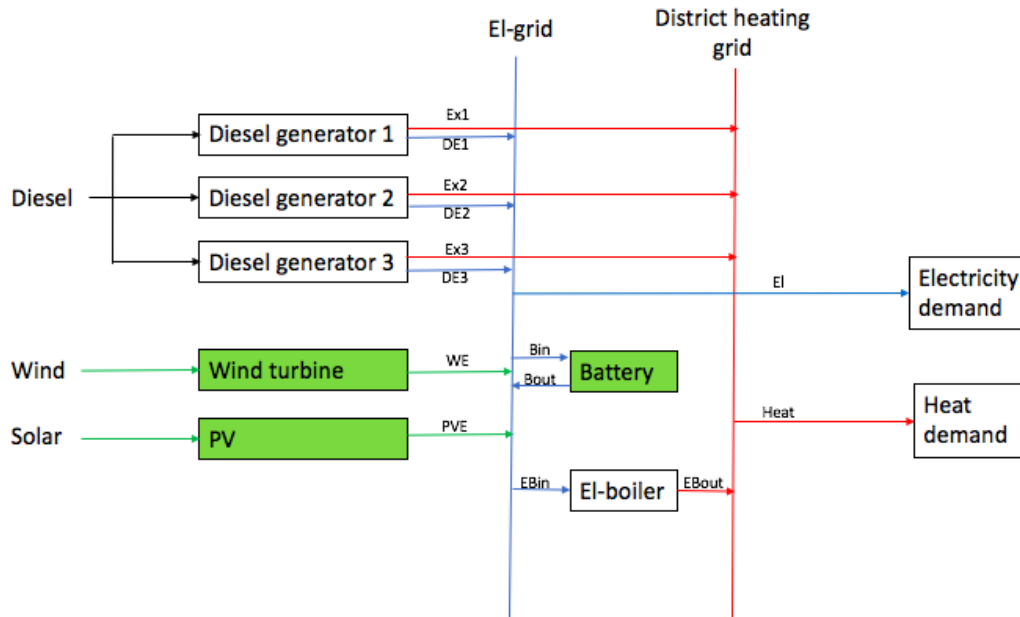 El-grid
District heating
grid
Diesel
Diesel generator 1
Ex1
DE1
Diesel generator 2
Ex2
DE2
Diesel generator 3
Ex3
DE3
El
Electricity
demand
Wind
Wind turbine
WE
Bin
Bout
Battery
Solar
PV
PVE
Heat
Heat
demand
EBin
El-boiler
EBout